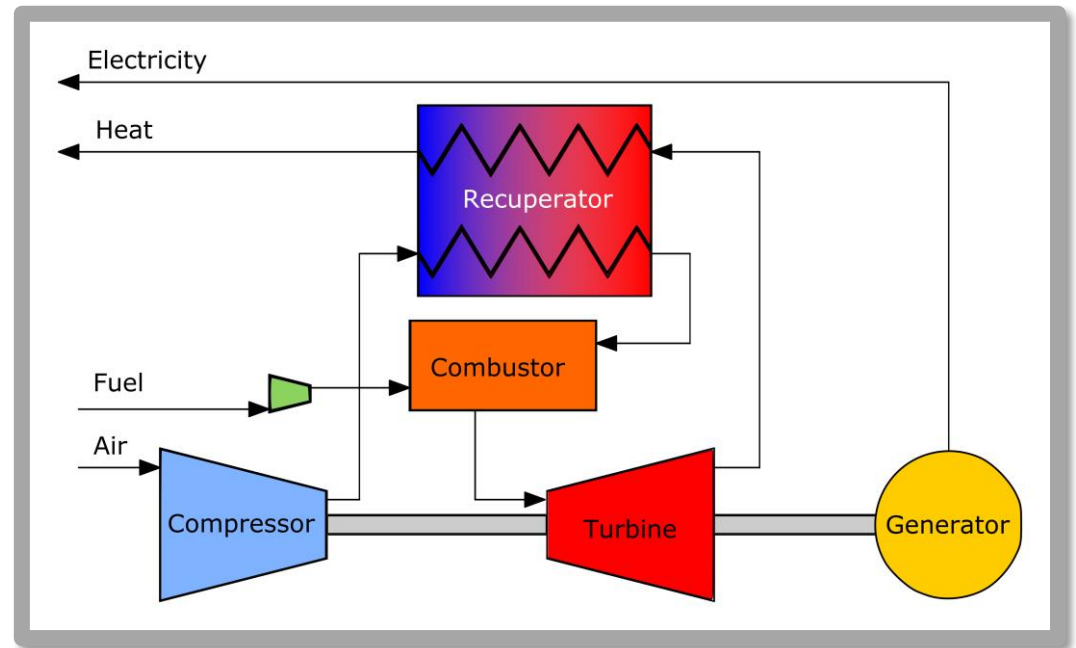 Electricity
Heat
Recuperator
Combustor
Fuel
Air
Compressor
Turbine
Generator